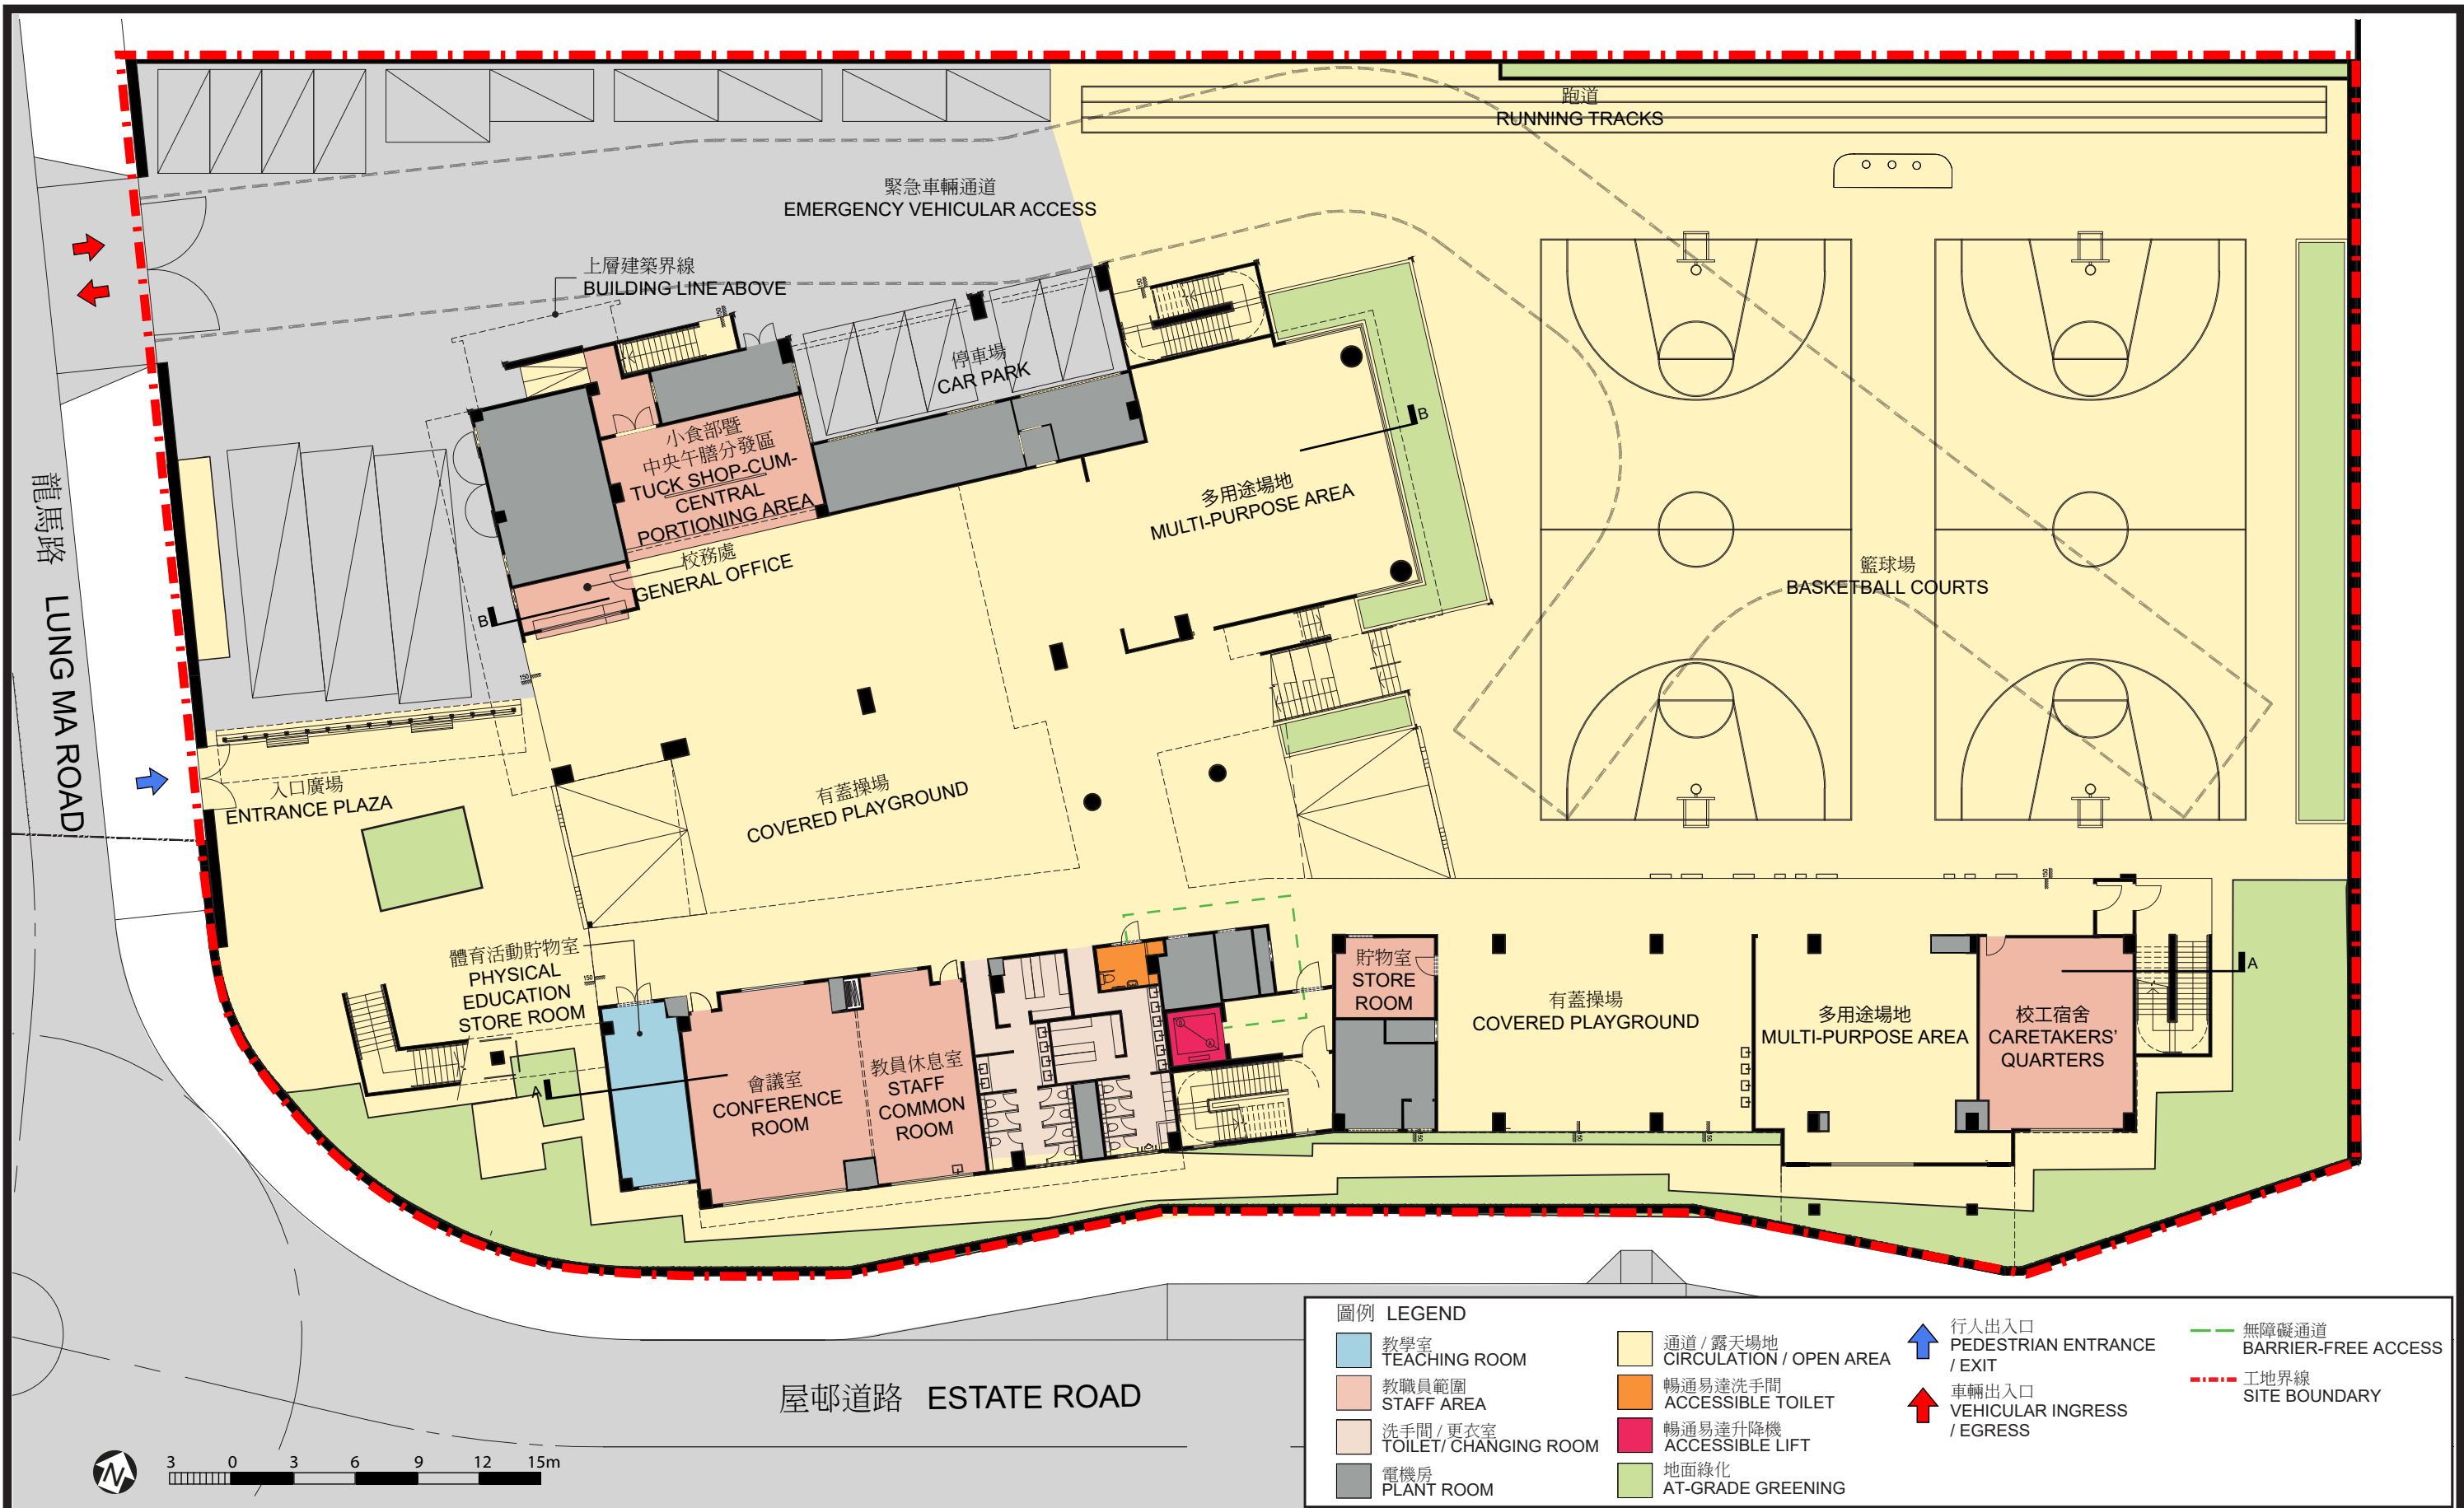 跑道
RUNNING TRACKS
緊急車輛通道
EMERGENCY VEHICULAR ACCESS
上層建築界線
BUILDING LINE ABOVE
150
150
停車場
CAR PARK
小食部暨
中央午膳分發區
TUCK SHOP-CUM-
CENTRAL
PORTIONING AREA
B
多用途場地
MULTI-PURPOSE AREA
校務處
GENERAL OFFICE
B
籃球場
BASKETBALL COURTS
龍馬路 LUNG MA ROAD
150
入口廣場
ENTRANCE PLAZA
有蓋操場
COVERED PLAYGROUND
150
體育活動貯物室
PHYSICAL
EDUCATION
STORE ROOM
150
貯物室
STORE
ROOM
有蓋操場
COVERED PLAYGROUND
多用途場地
MULTI-PURPOSE AREA
校工宿舍
CARETAKERS'
QUARTERS
A
A
會議室
CONFERENCE
ROOM
教員休息室
STAFF
COMMON
ROOM
150
150
150
屋邨道路 ESTATE ROAD
N
3 0 3 6 9 12 15m
圖例 LEGEND
教學室
TEACHING ROOM
教職員範圍
STAFF AREA
洗手間 / 更衣室
TOILET/ CHANGING ROOM
電機房
PLANT ROOM
通道 / 露天場地
CIRCULATION / OPEN AREA
暢通易達洗手間
ACCESSIBLE TOILET
暢通易達升降機
ACCESSIBLE LIFT
地面綠化
AT-GRADE GREENING
行人出入口
PEDESTRIAN ENTRANCE
/ EXIT
車輛出入口
VEHICULAR INGRESS
/ EGRESS
無障礙通道
BARRIER-FREE ACCESS
工地界線
SITE BOUNDARY